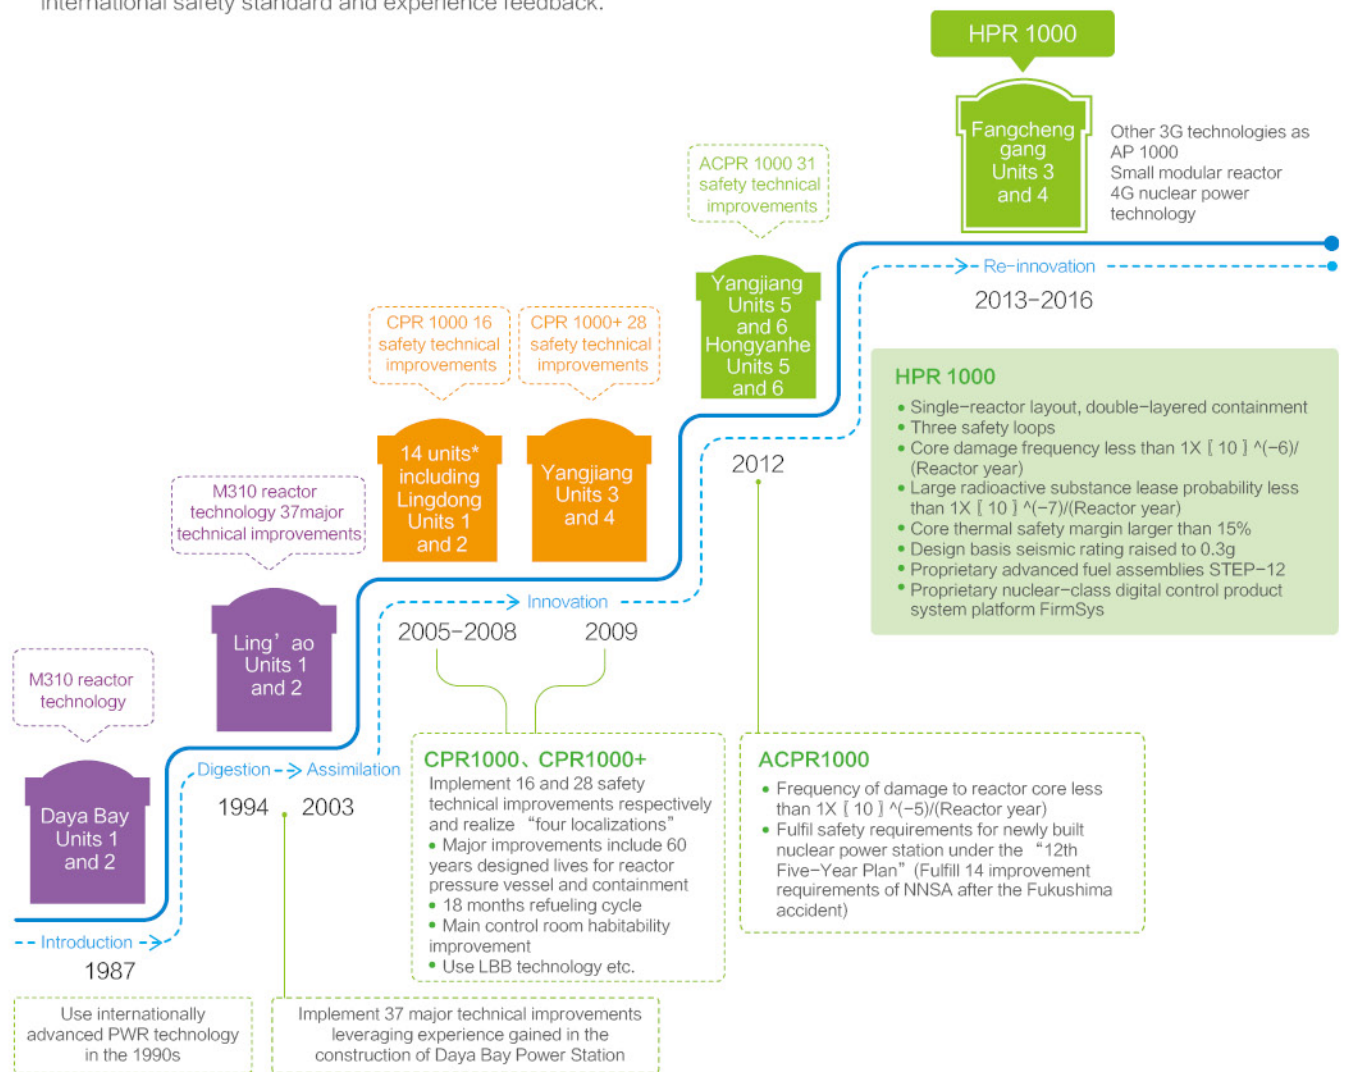 international safety standard and experience feedback.
HPR 1000
Fangcheng
gang
Units 3
and 4
Other 3G technologies as
AP 1000
Small modular reactor
4G nuclear power
technology
ACPR 1000 31
safety technical
improvements
Yangjiang
Units 5
and 6
Hongyanhe
Units 5
and 6
Re-innovation
2013-2016
CPR 1000 16
safety technical
improvements
CPR 1000+ 28
safety technical
improvements
14 units*
including
Lingdong
Units 1
and 2
Yangjiang
Units 3
and 4
2012
HPR 1000
• Single-reactor layout, double-layered containment
• Three safety loops
• Core damage frequency less than 1X〖10〗^(-6)/
(Reactor year)
• Large radioactive substance lease probability less
than 1X〖10〗^(-7)/(Reactor year)
• Core thermal safety margin larger than 15%
• Design basis seismic rating raised to 0.3g
• Proprietary advanced fuel assemblies STEP-12
• Proprietary nuclear-class digital control product
system platform FirmSys
M310 reactor
technology 37major
technical improvements
Ling’ ao
Units 1
and 2
Innovation
2005-2008
2009
M310 reactor
technology
Daya Bay
Units 1
and 2
Digestion
Assimilation
1994
2003
CPR1000、CPR1000+
Implement 16 and 28 safety
technical improvements respectively
and realize “four localizations”
• Major improvements include 60
years designed lives for reactor
pressure vessel and containment
• 18 months refueling cycle
• Main control room habitability
improvement
• Use LBB technology etc.
ACPR1000
• Frequency of damage to reactor core less
than 1X〖10〗^(-5)/(Reactor year)
• Fulfil safety requirements for newly built
nuclear power station under the “12th
Five-Year Plan” (Fulfill 14 improvement
requirements of NNSA after the Fukushima
accident)
Introduction
1987
Use internationally
advanced PWR technology
in the 1990s
Implement 37 major technical improvements
leveraging experience gained in the
construction of Daya Bay Power Station